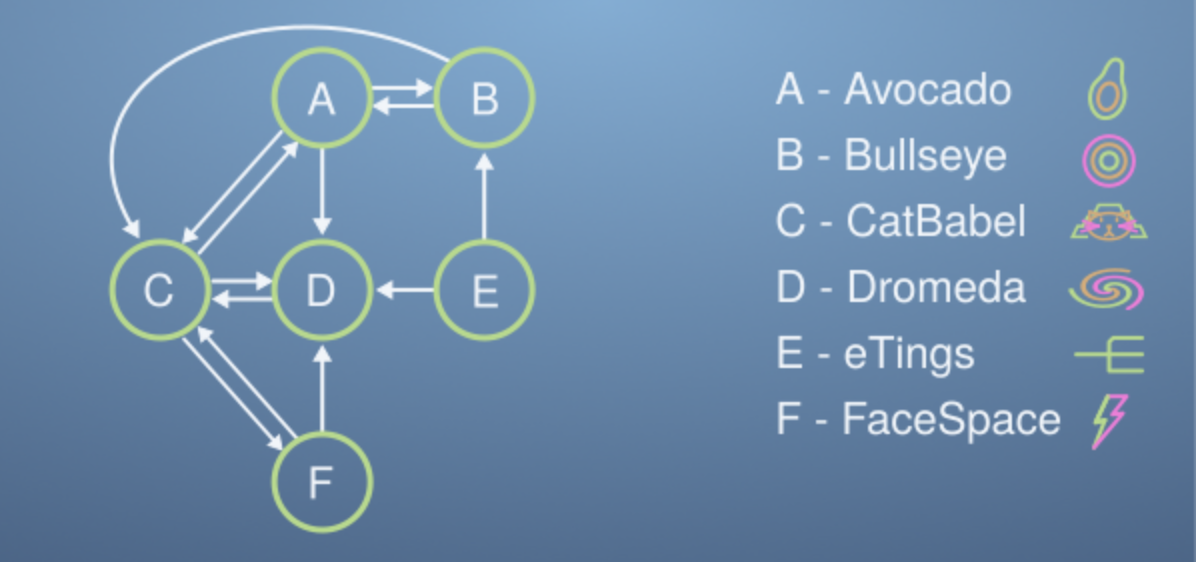 A
B
C
D
E
F
A - Avocado
B - Bullseye
C - CatBabel
D - Dromeda
E - eTings
F - FaceSpace